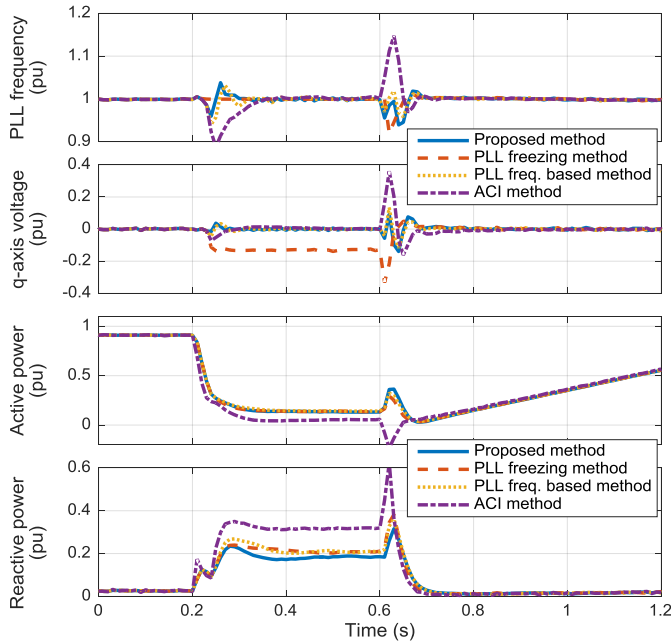 1.2
1.1
1
0.9
PLL frequency
(pu)
Proposed method
PLL freezing method
PLL freq. based method
ACI method
0.4
0.2
0
-0.2
-0.4
q-axis voltage
(pu)
1
0.5
0
Active power
(pu)
Proposed method
PLL freezing method
PLL freq. based method
ACI method
0.6
0.4
0.2
0
Reactive power
(pu)
0
0.2
0.4
0.6
0.8
1
1.2
Time (s)